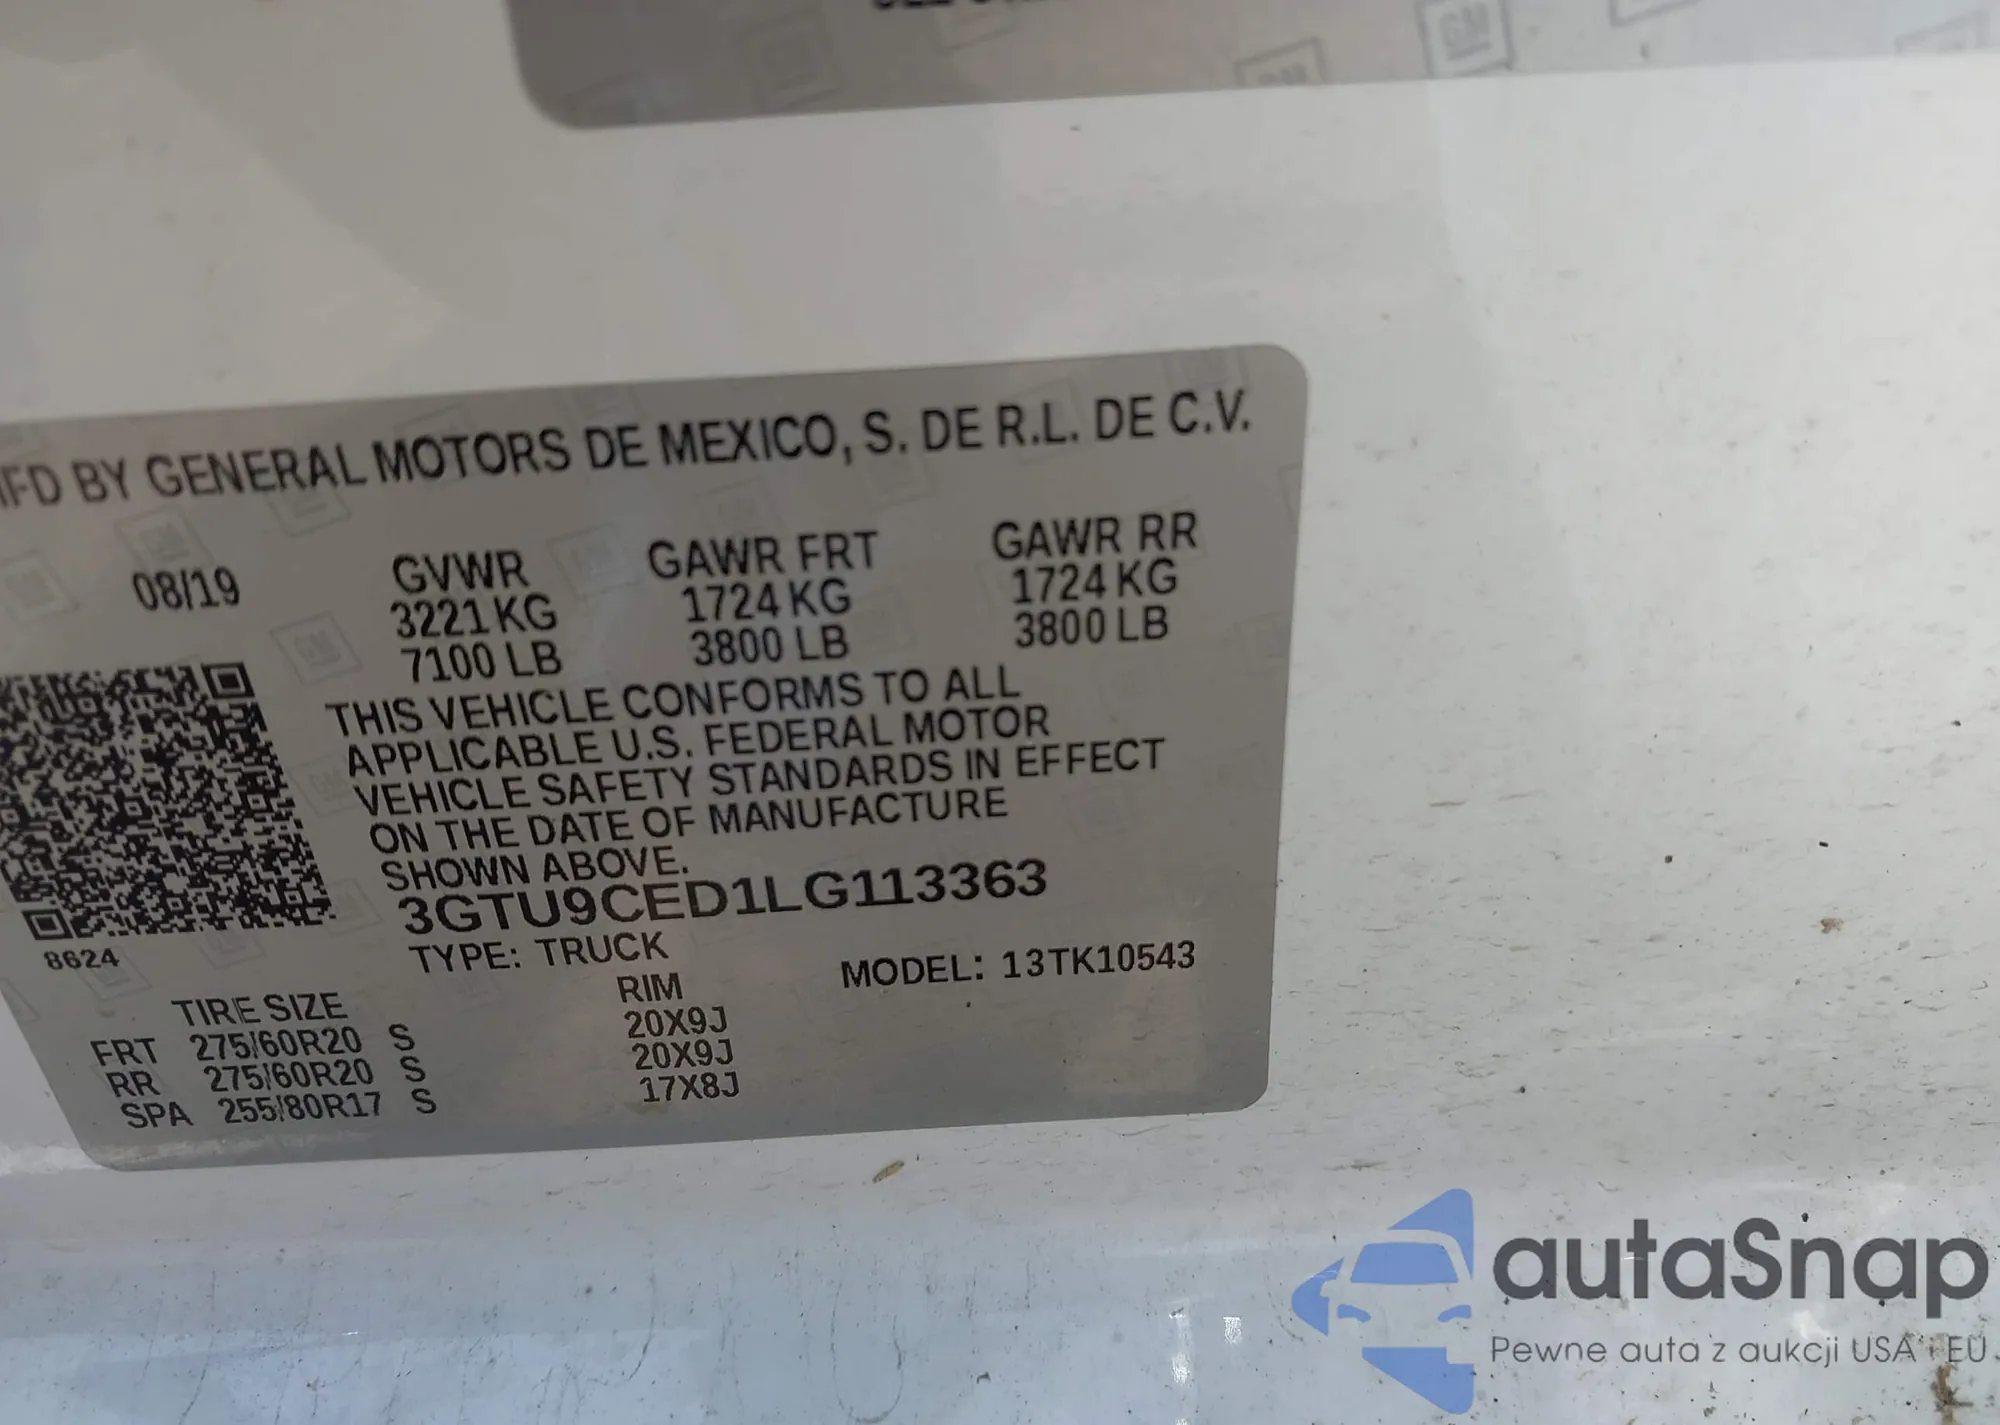 MFD BY GENERAL MOTORS DE MEXICO, S. DE R.L. DE C.V.
08/19 GVWR GAWR FRT GAWR RR
3221 KG 1724 KG 1724 KG
7100 LB 3800 LB 3800 LB
THIS VEHICLE CONFORMS TO ALL
APPLICABLE U.S. FEDERAL MOTOR
VEHICLE SAFETY STANDARDS IN EFFECT
ON THE DATE OF MANUFACTURE
SHOWN ABOVE.
3GTU9CED1LG113363
8624 TYPE: TRUCK MODEL: 13TK10543
TIRE SIZE RIM
FRT 275/60R20 S 20X9J
RR 275/60R20 S 20X9J
SPA 255/80R17 S 17X8J
autaSnap
Pewne auta z aukcji USA i EU